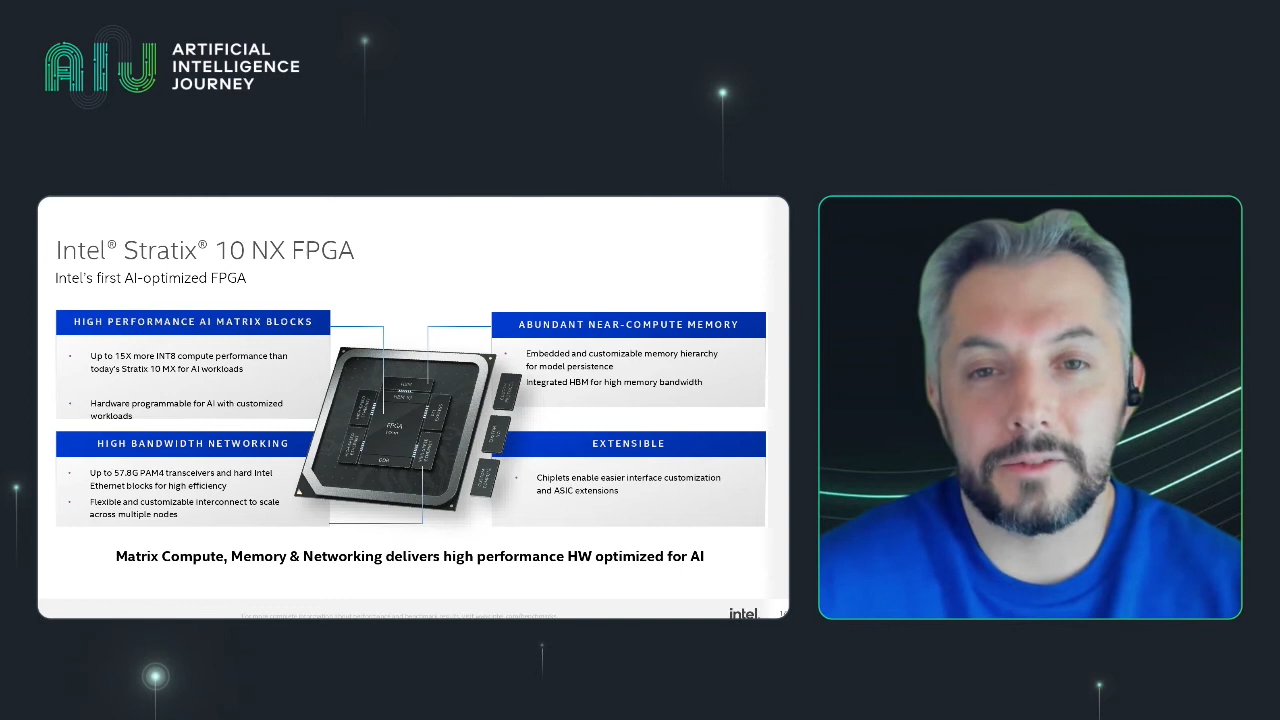 AIJ
ARTIFICIAL
INTELLIGENCE
JOURNEY
Intel® Stratix® 10 NX FPGA
Intel's first AI-optimized FPGA
HIGH PERFORMANCE AI MATRIX BLOCKS
• Up to 15X more INT8 compute performance than
today's Stratix 10 MX for AI workloads
• Hardware programmable for AI with customized
workloads
HIGH BANDWIDTH NETWORKING
• Up to 57.8G PAM4 transceivers and hard Intel
Ethernet blocks for high efficiency
• Flexible and customizable interconnect to scale
across multiple nodes
FPGA
ABUNDANT NEAR-COMPUTE MEMORY
• Embedded and customizable memory hierarchy
for model persistence
Integrated HBM for high memory bandwidth
EXTENSIBLE
• Chiplets enable easier interface customization
and ASIC extensions
Matrix Compute, Memory & Networking delivers high performance HW optimized for AI
intel.